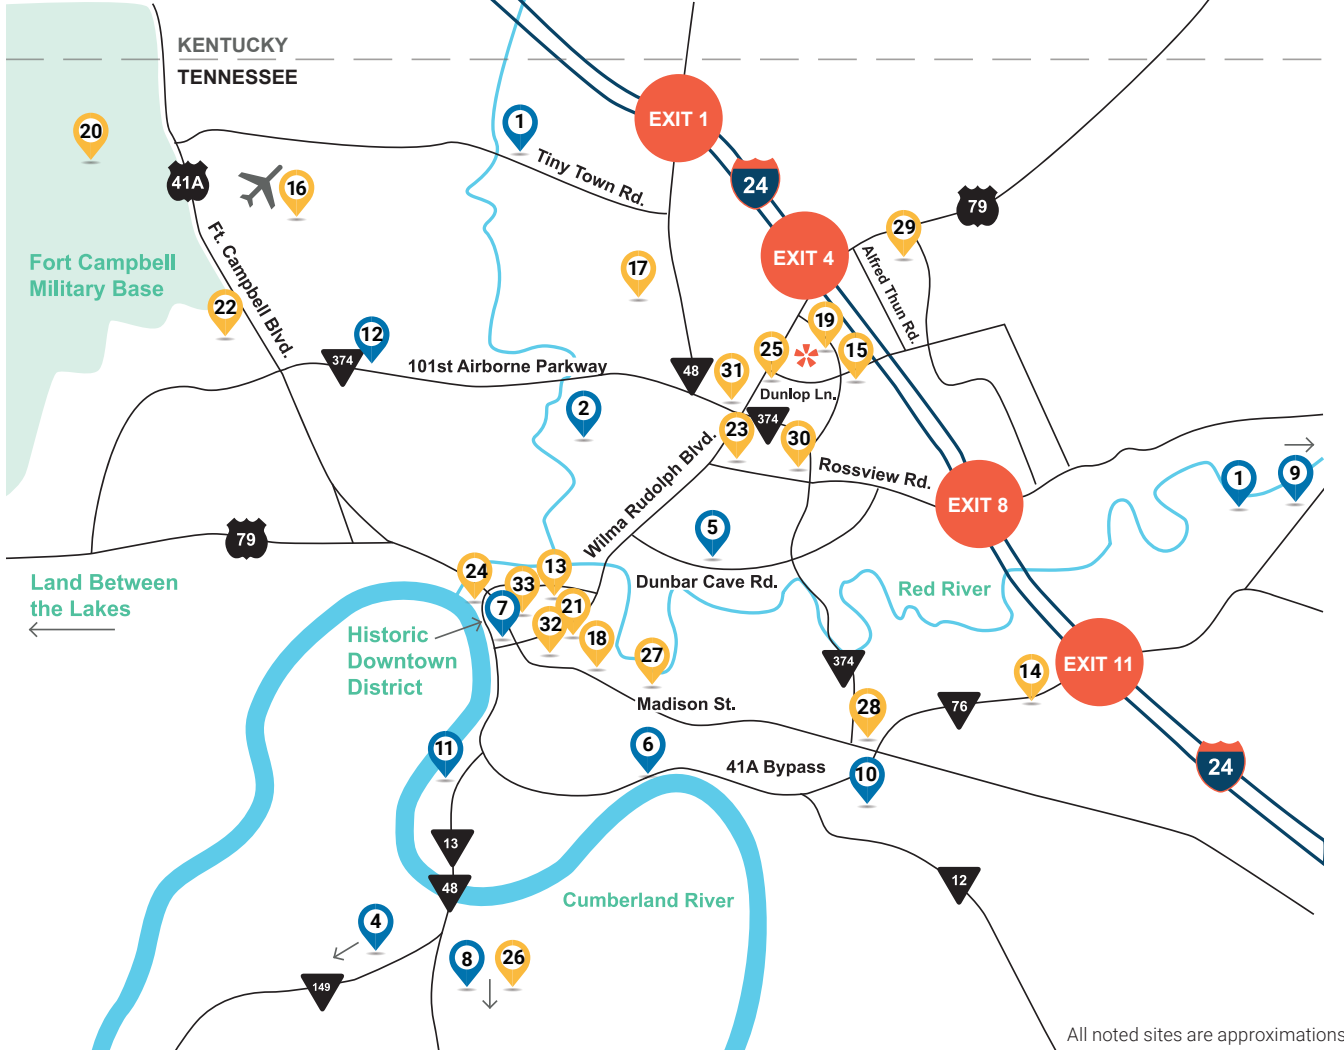 KENTUCKY
TENNESSEE
EXIT 1
20
1
Tiny Town Rd.
41A
16
24
79
29
Fort Campbell
Military Base
Ft. Campbell Blvd.
17
EXIT 4
Alfred Thun Rd.
22
12
374
101st Airborne Parkway
48
31
25
19
15
Dunlop Ln.
2
23
374
30
Wilma Rudolph Blvd.
Rossview Rd.
EXIT 8
1
9
79
5
Land Between
the Lakes
24
33
13
7
21
32
18
27
Dunbar Cave Rd.
Red River
Historic
Downtown
District
374
EXIT 11
14
76
28
Madison St.
11
6
41A Bypass
10
24
13
48
12
Cumberland River
4
8
26
149
All noted sites are approximations